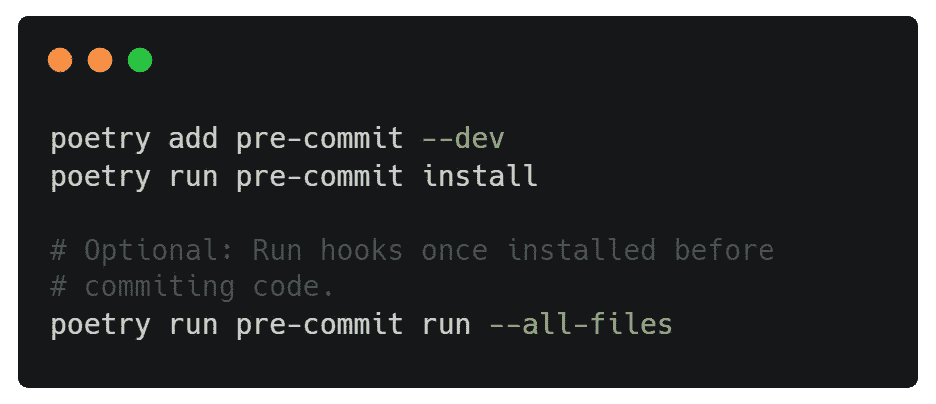 poetry add pre-commit --dev
poetry run pre-commit install
# Optional: Run hooks once installed before
# commiting code.
poetry run pre-commit run --all-files